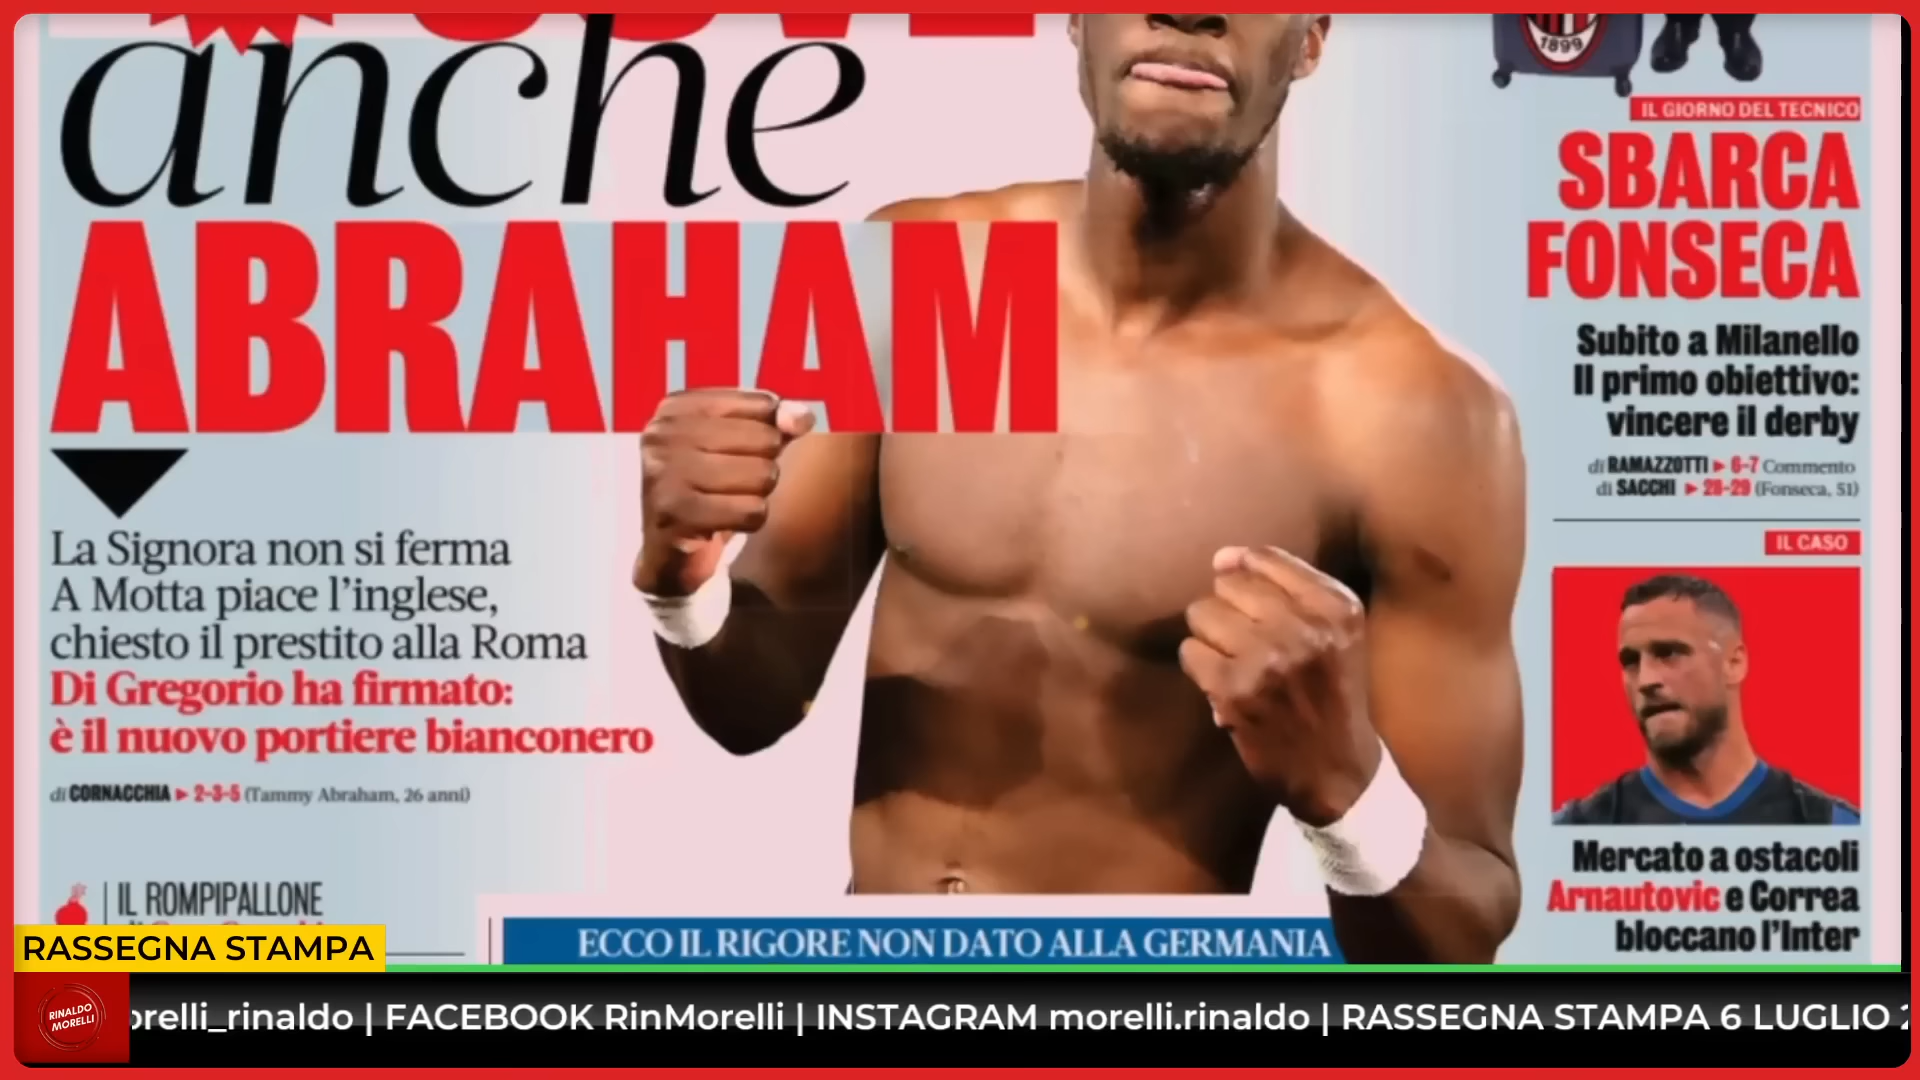 anche
ABRAHAM
La Signora non si ferma
A Motta piace l'inglese,
chiesto il prestito alla Roma
Di Gregorio ha firmato:
è il nuovo portiere bianconero
di CORNACCHIA ► 2-3-5 (Tammy Abraham, 26 anni)
IL ROMPIPALLONE
1899
IL GIORNO DEL TECNICO
SBARCA
FONSECA
Subito a Milanello
Il primo obiettivo:
vincere il derby
di RAMAZZOTTI ► 6-7 Commento
di SACCHI ► 28-29 (Fonseca, 51)
IL CASO
Mercato a ostacoli
Arnautovic e Correa
bloccano l'Inter
ECCO IL RIGORE NON DATO ALLA GERMANIA
RASSEGNA STAMPA
RINALDO
MORELLI
orelli_rinaldo | FACEBOOK RinMorelli | INSTAGRAM morelli.rinaldo | RASSEGNA STAMPA 6 LUGLIO